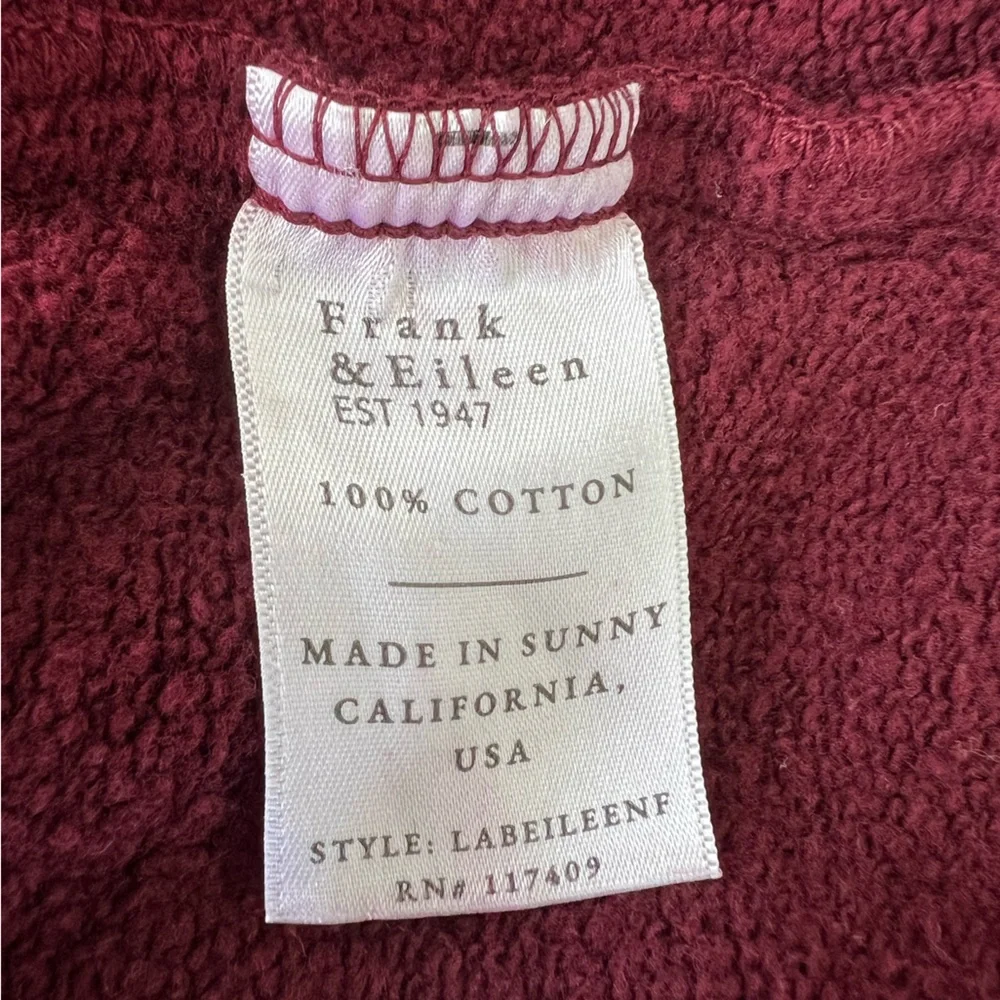 Frank
& Eileen
EST 1947
100% COTTON
MADE IN SUNNY
CALIFORNIA,
USA
STYLE: LABEILEENF
RN# 117409